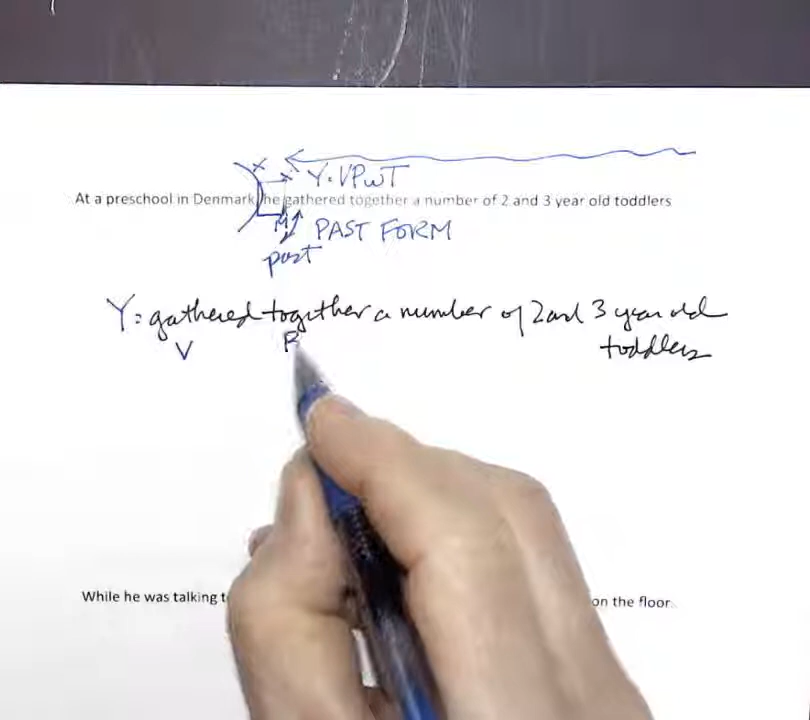 Y = VPwT
At a preschool in Denmark, he gathered together a number of 2 and 3 year old toddlers
PAST FORM
past
Y = gathered together a number of 2 and 3 year old
toddlers
V
While he was talking t
on the floor.